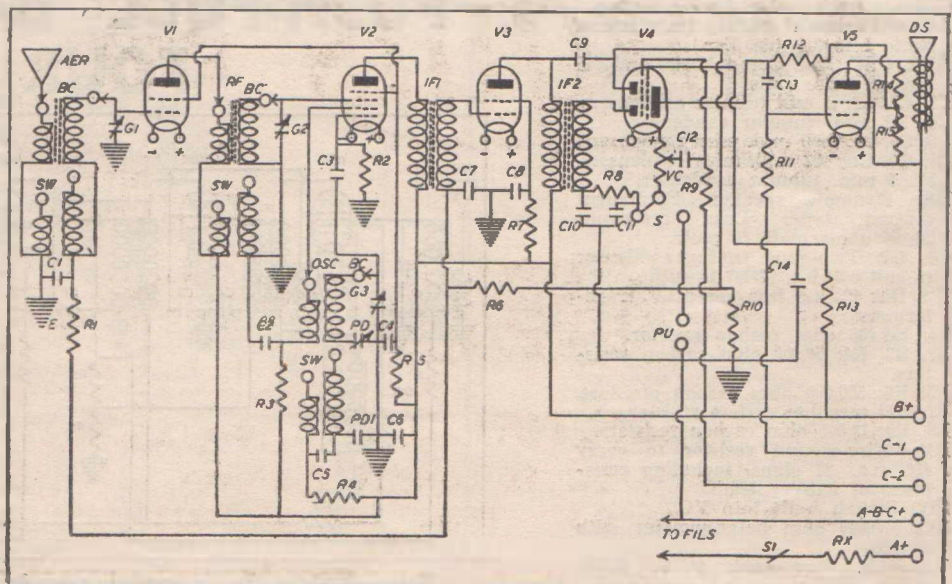 V1
V2
V3
V4
V5
DS
AER
BC
RF
BC
IF1
C9
IF2
R12
C13
R14
R15
G1
G2
C3
R2
C7
C8
R7
R8
C10
C11
VC
C12
S
R9
R11
SW
SW
C1
E
R1
OSC
BC
G3
PD
C4
R5
R6
R10
C14
R13
PU
R3
SW
PD1
C6
C5
R4
B+
C-1
C-2
A-B-C+
TO FILS
S1
RX
A+
- +
+
- +
+
- +